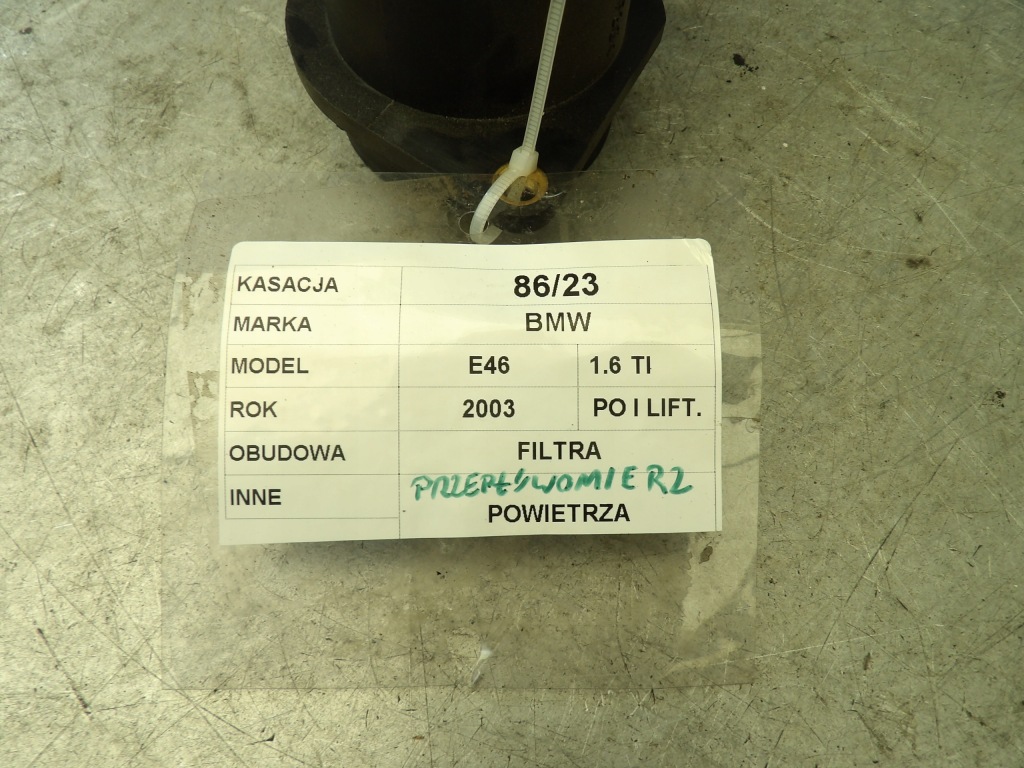 KASACJA 86/23
MARKA BMW
MODEL E46 1.6 TI
ROK 2003 PO I LIFT.
OBUDOWA FILTRA
INNE PRZEPŁYWOMIERZ
POWIETRZA